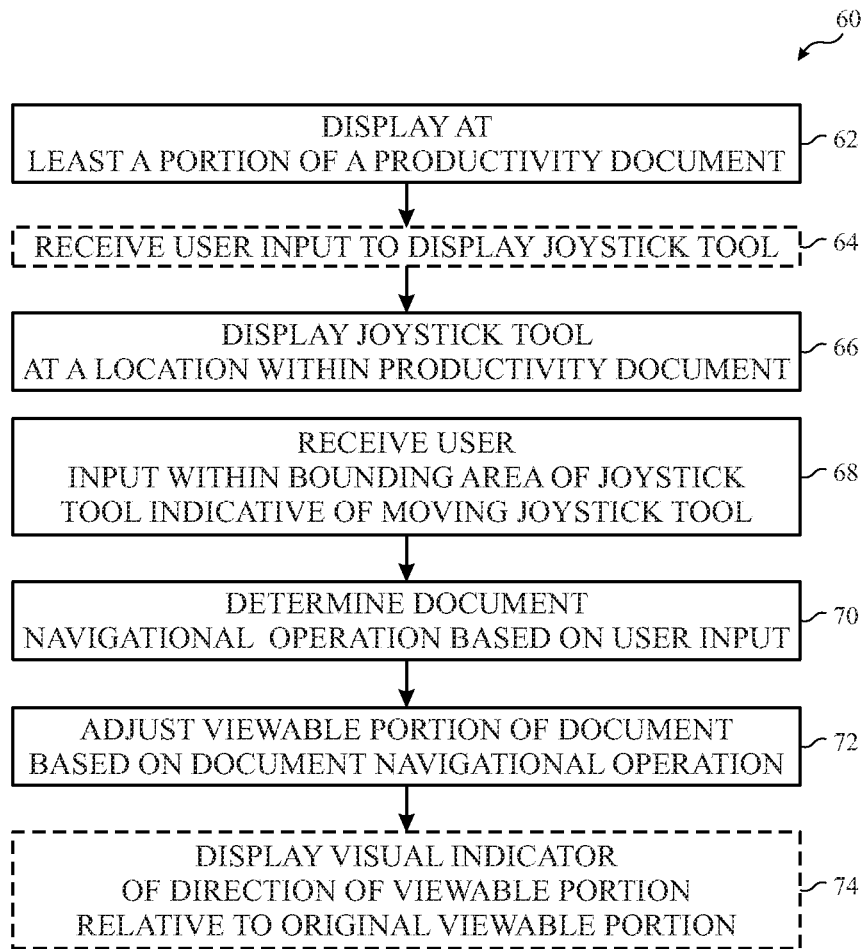 60
DISPLAY AT
LEAST A PORTION OF A PRODUCTIVITY DOCUMENT
62
RECEIVE USER INPUT TO DISPLAY JOYSTICK TOOL
64
DISPLAY JOYSTICK TOOL
AT A LOCATION WITHIN PRODUCTIVITY DOCUMENT
66
RECEIVE USER
INPUT WITHIN BOUNDING AREA OF JOYSTICK
TOOL INDICATIVE OF MOVING JOYSTICK TOOL
68
DETERMINE DOCUMENT
NAVIGATIONAL OPERATION BASED ON USER INPUT
70
ADJUST VIEWABLE PORTION OF DOCUMENT
BASED ON DOCUMENT NAVIGATIONAL OPERATION
72
DISPLAY VISUAL INDICATOR
OF DIRECTION OF VIEWABLE PORTION
RELATIVE TO ORIGINAL VIEWABLE PORTION
74